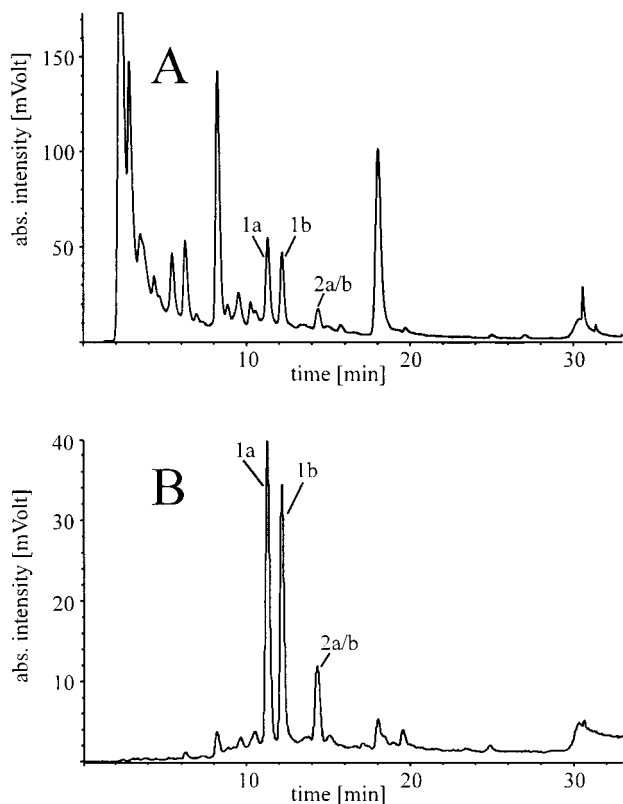 A
abs. intensity [mVolt]
150
100
50
1a
1b
2a/b
10
20
30
time [min]
B
abs. intensity [mVolt]
40
30
20
10
1a
1b
2a/b
10
20
30
time [min]